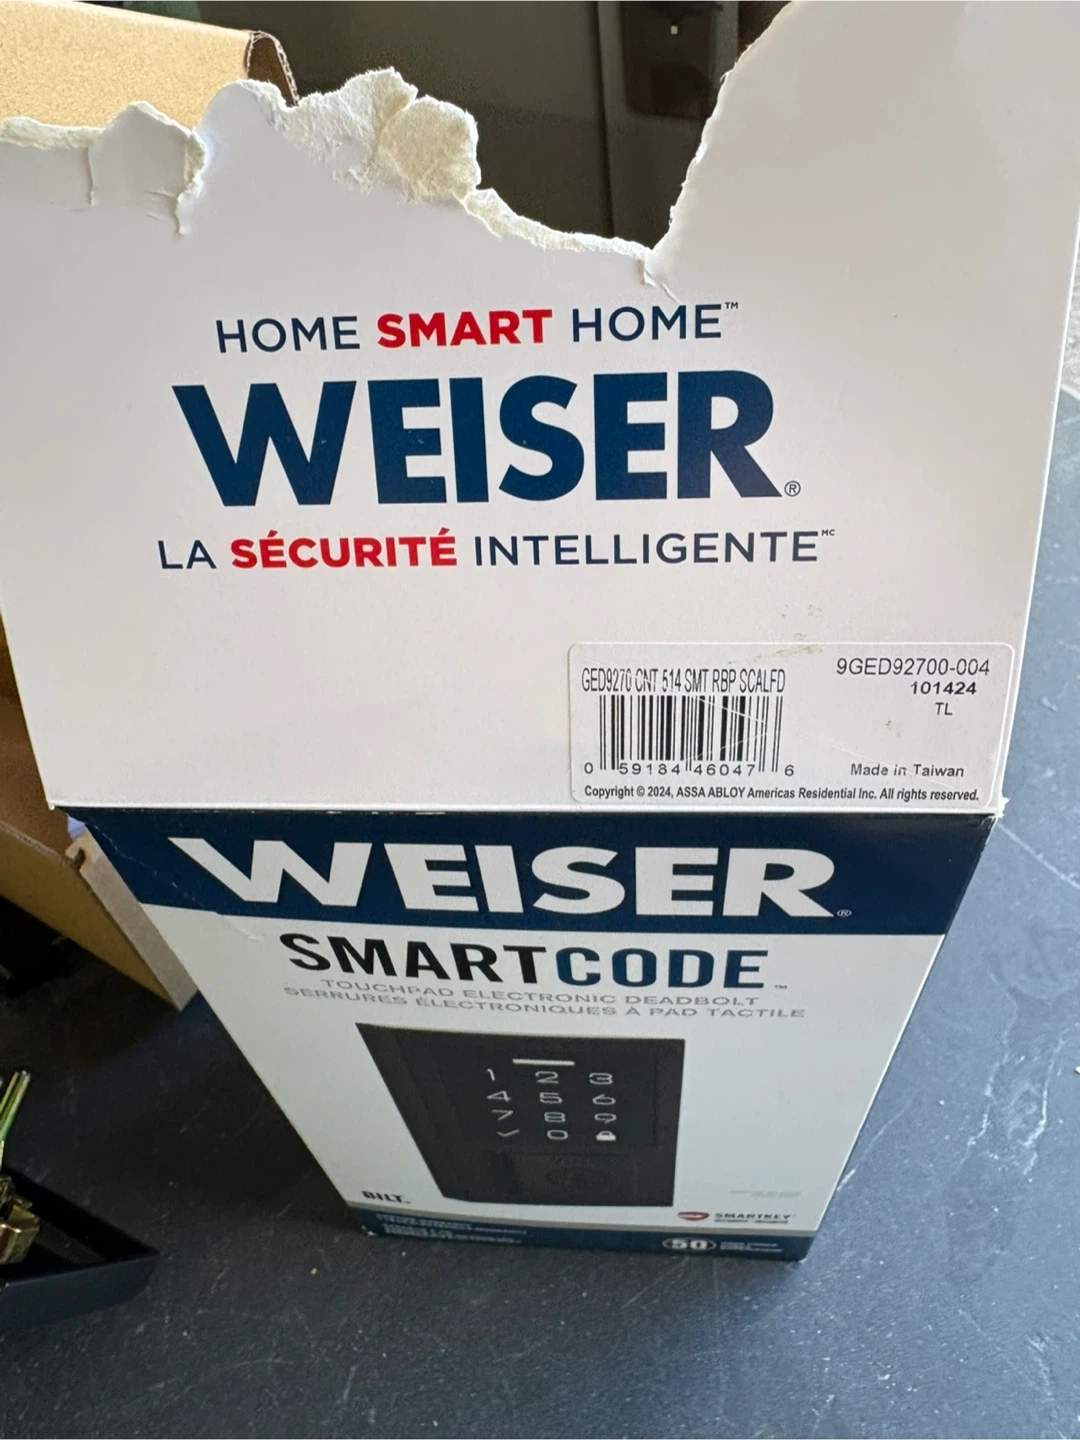 HOME SMART HOME™
WEISER®
LA SÉCURITÉ INTELLIGENTE MC
GED9270 CNT 514 SMT RBP SCALFD
9GED92700-004
101424
TL
0 59184 46047 6
Made in Taiwan
Copyright © 2024, ASSA ABLOY Americas Residential Inc. All rights reserved.
WEISER®
SMARTCODE™
TOUCHPAD ELECTRONIC DEADBOLT
SERRURES ÉLECTRONIQUES À PAD TACTILE
1 2 3
4 5 6
7 8 9
0
BILT
SMARTKEY
50